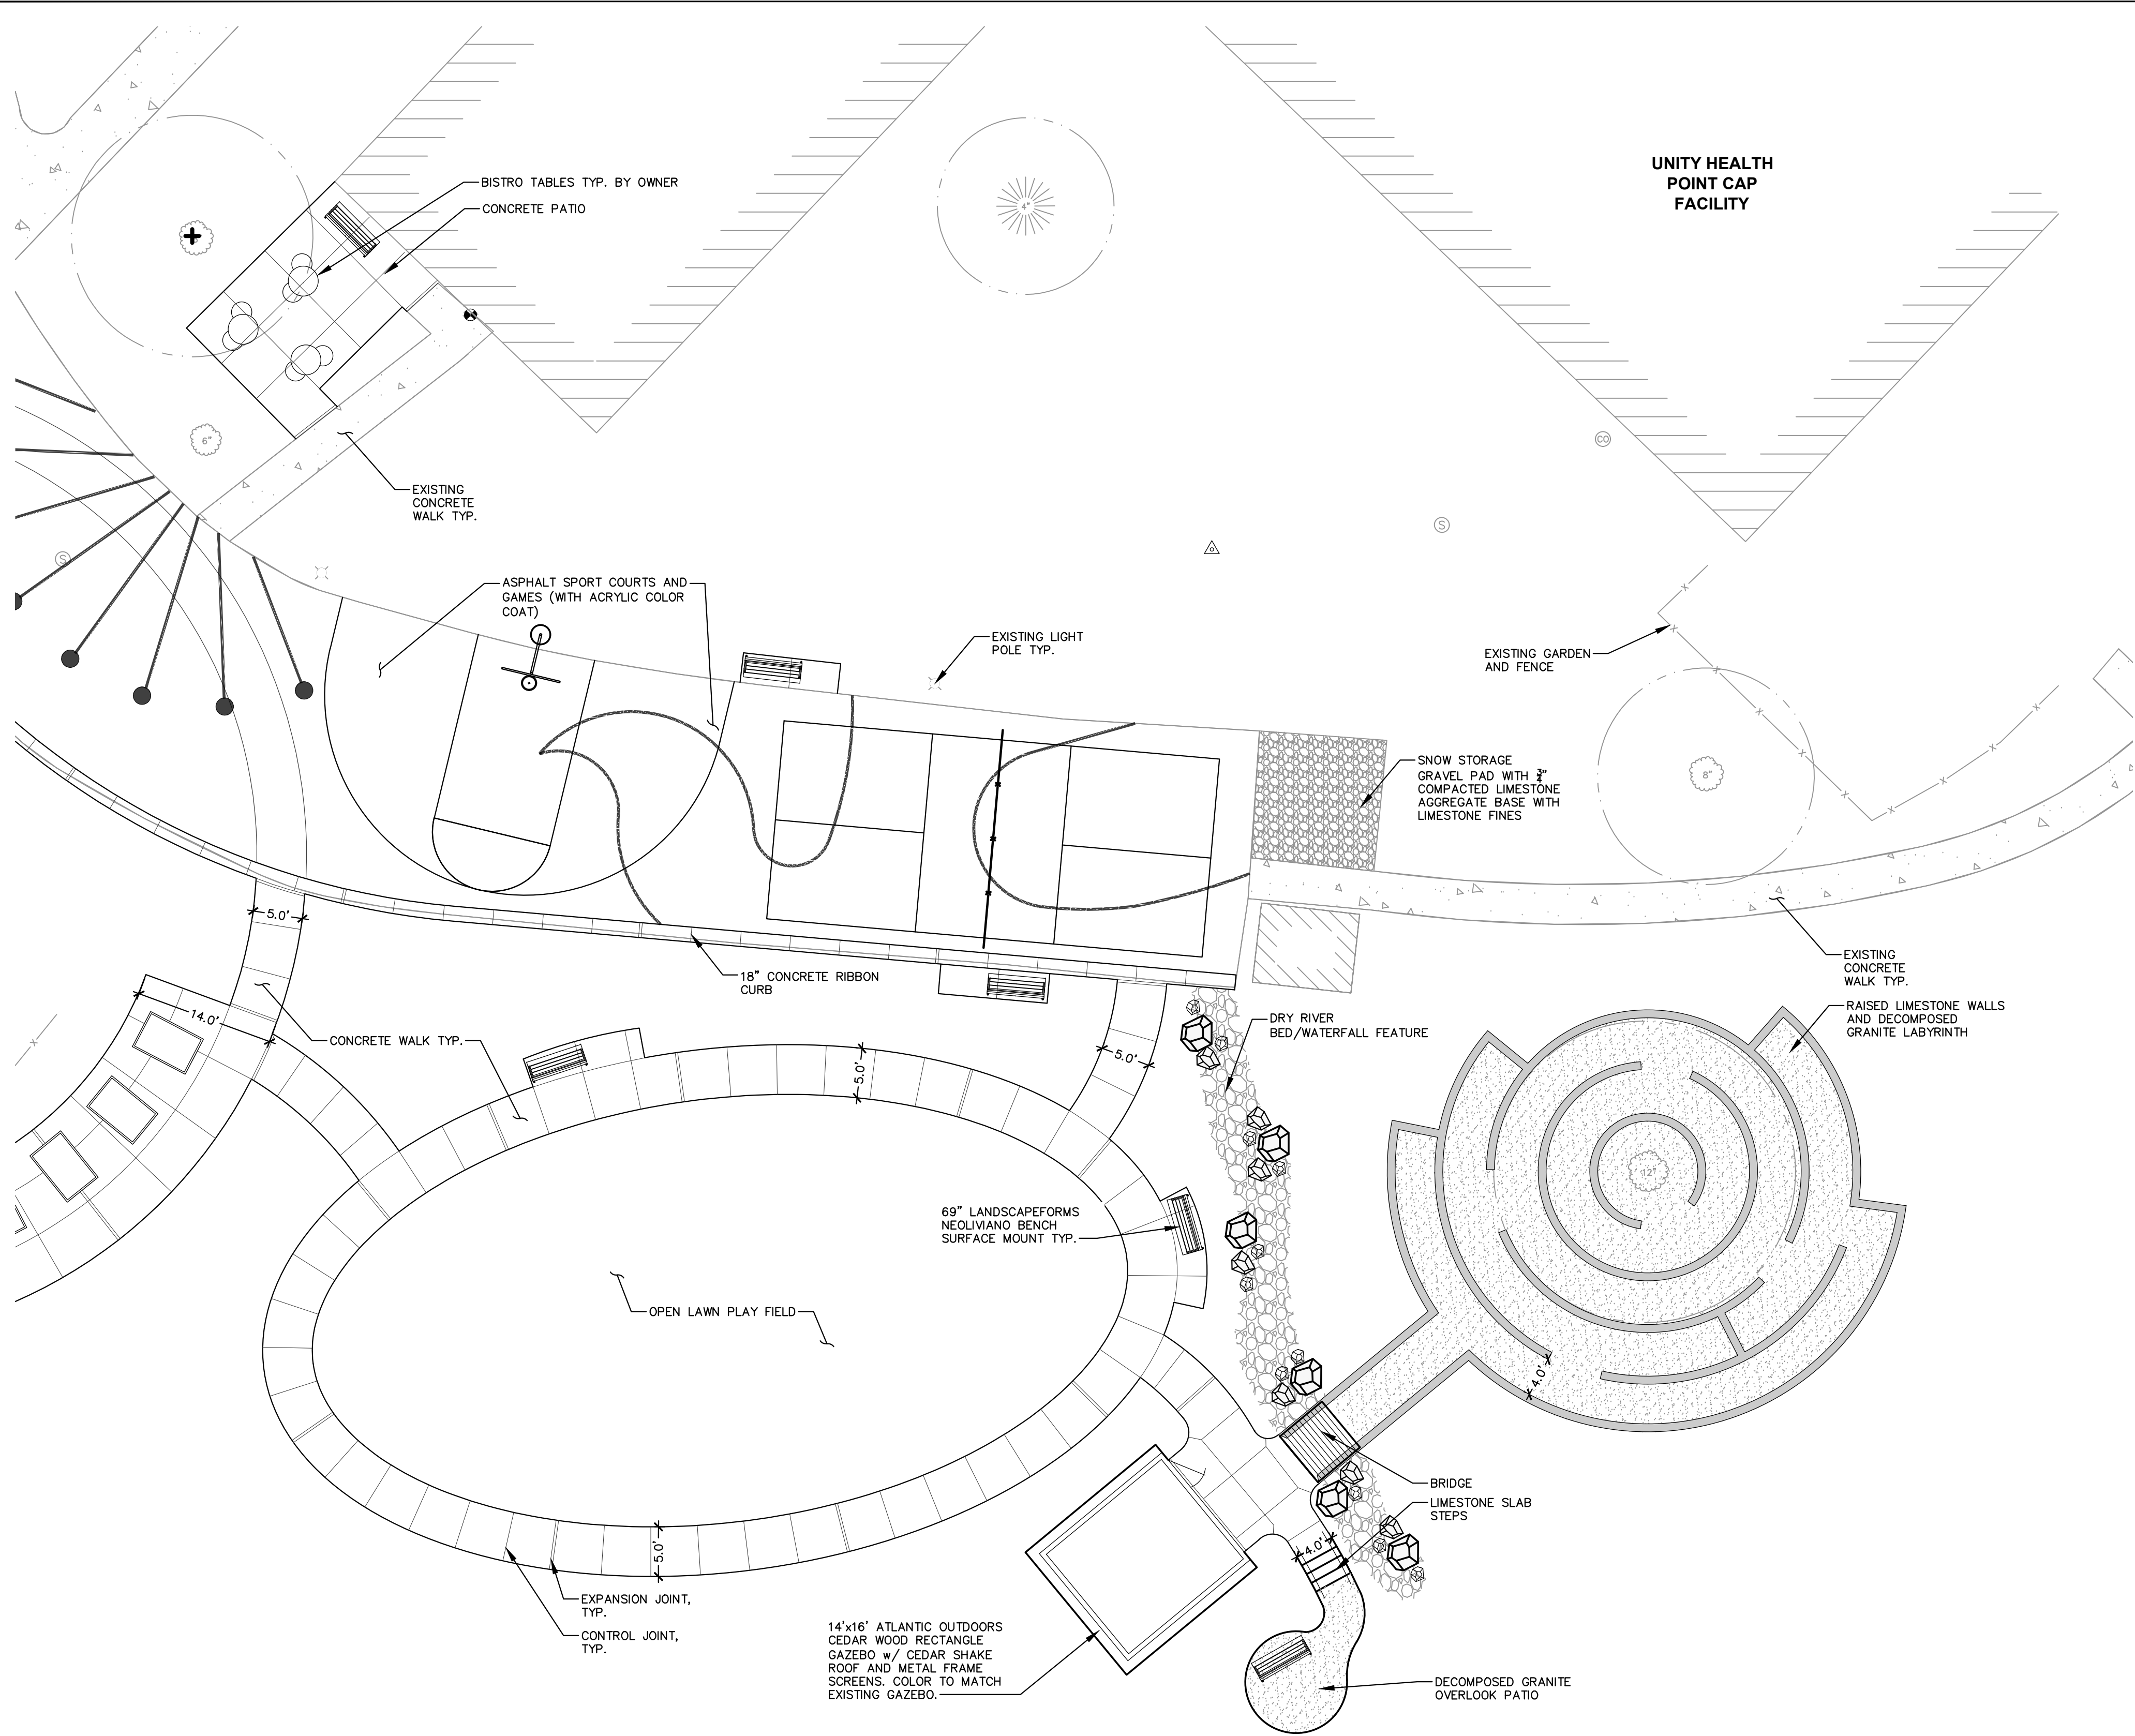 UNITY HEALTH
POINT CAP
FACILITY
BISTRO TABLES TYP. BY OWNER
CONCRETE PATIO
4"
6"
EXISTING
CONCRETE
WALK TYP.
CO
S
S
ASPHALT SPORT COURTS AND
GAMES (WITH ACRYLIC COLOR
COAT)
EXISTING LIGHT
POLE TYP.
EXISTING GARDEN
AND FENCE
SNOW STORAGE
GRAVEL PAD WITH ¾"
COMPACTED LIMESTONE
AGGREGATE BASE WITH
LIMESTONE FINES
8"
5.0'
18" CONCRETE RIBBON
CURB
EXISTING
CONCRETE
WALK TYP.
RAISED LIMESTONE WALLS
AND DECOMPOSED
GRANITE LABYRINTH
14.0'
CONCRETE WALK TYP.
DRY RIVER
BED/WATERFALL FEATURE
5.0'
5.0'
12"
69" LANDSCAPEFORMS
NEOLIVIANO BENCH
SURFACE MOUNT TYP.
OPEN LAWN PLAY FIELD
4.0'
BRIDGE
LIMESTONE SLAB
STEPS
5.0'
4.0'
EXPANSION JOINT,
TYP.
CONTROL JOINT,
TYP.
14'x16' ATLANTIC OUTDOORS
CEDAR WOOD RECTANGLE
GAZEBO w/ CEDAR SHAKE
ROOF AND METAL FRAME
SCREENS. COLOR TO MATCH
EXISTING GAZEBO.
DECOMPOSED GRANITE
OVERLOOK PATIO